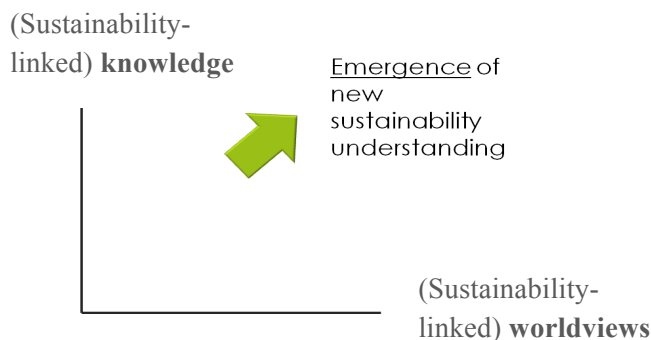 (Sustainability-
linked) knowledge
Emergence of
new
sustainability
understanding
(Sustainability-
linked) worldviews